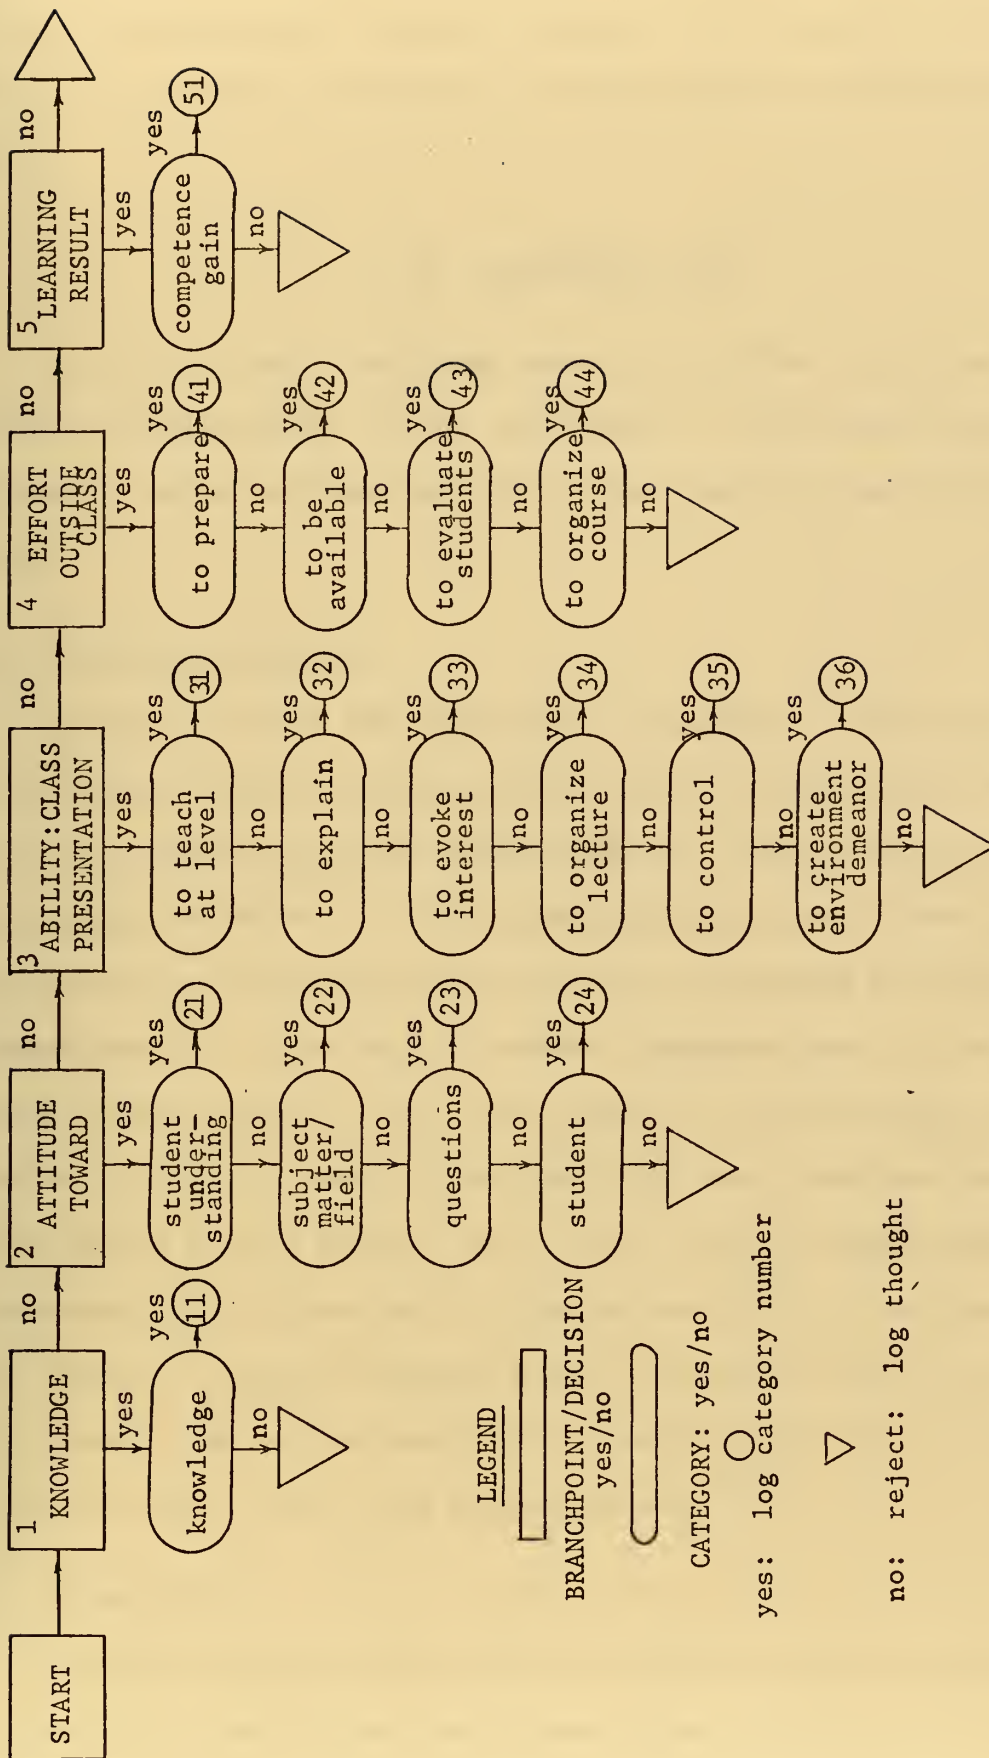 START
1
KNOWLEDGE
no
yes
knowledge
yes
11
no
2
ATTITUDE
TOWARD
no
yes
student
under-
standing
yes
21
no
subject
matter/
field
yes
22
no
questions
yes
23
no
student
yes
24
no
3
ABILITY:CLASS
PRESENTATION
no
yes
to teach
at level
yes
31
no
to explain
yes
32
no
to evoke
interest
yes
33
no
to organize
lecture
yes
34
no
to control
yes
35
no
to create
environment
demeanor
yes
36
no
4
EFFORT
OUTSIDE
CLASS
no
yes
to prepare
yes
41
no
to be
available
yes
42
no
to evaluate
students
yes
43
no
to organize
course
yes
44
no
5
LEARNING
RESULT
no
yes
competence
gain
yes
51
no
LEGEND
BRANCHPOINT/DECISION
yes/no
CATEGORY: yes/no
yes: log category number
no: reject: log thought